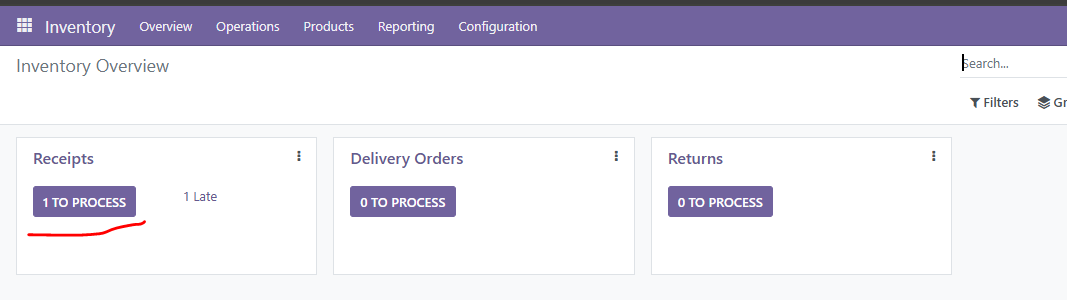 Inventory Overview Operations Products Reporting Configuration
Inventory Overview
Search...
Filters
Receipts
1 TO PROCESS
1 Late
Delivery Orders
0 TO PROCESS
Returns
0 TO PROCESS